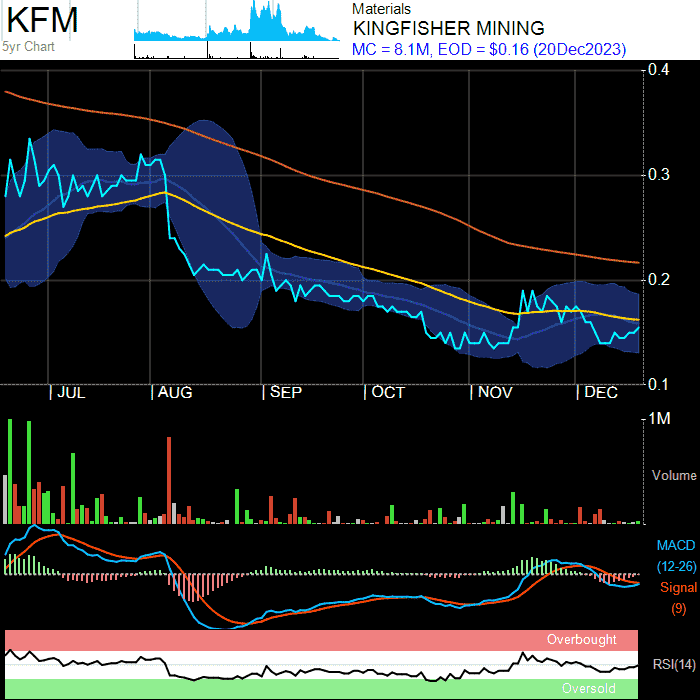 KFM
5yr Chart
Materials
KINGFISHER MINING
MC = 8.1M, EOD = $0.16 (20Dec2023)
0.4
0.3
0.2
0.1
| JUL | AUG | SEP | OCT | NOV | DEC
1M
Volume
MACD
(12-26)
Signal
(9)
Overbought
RSI(14)
Oversold